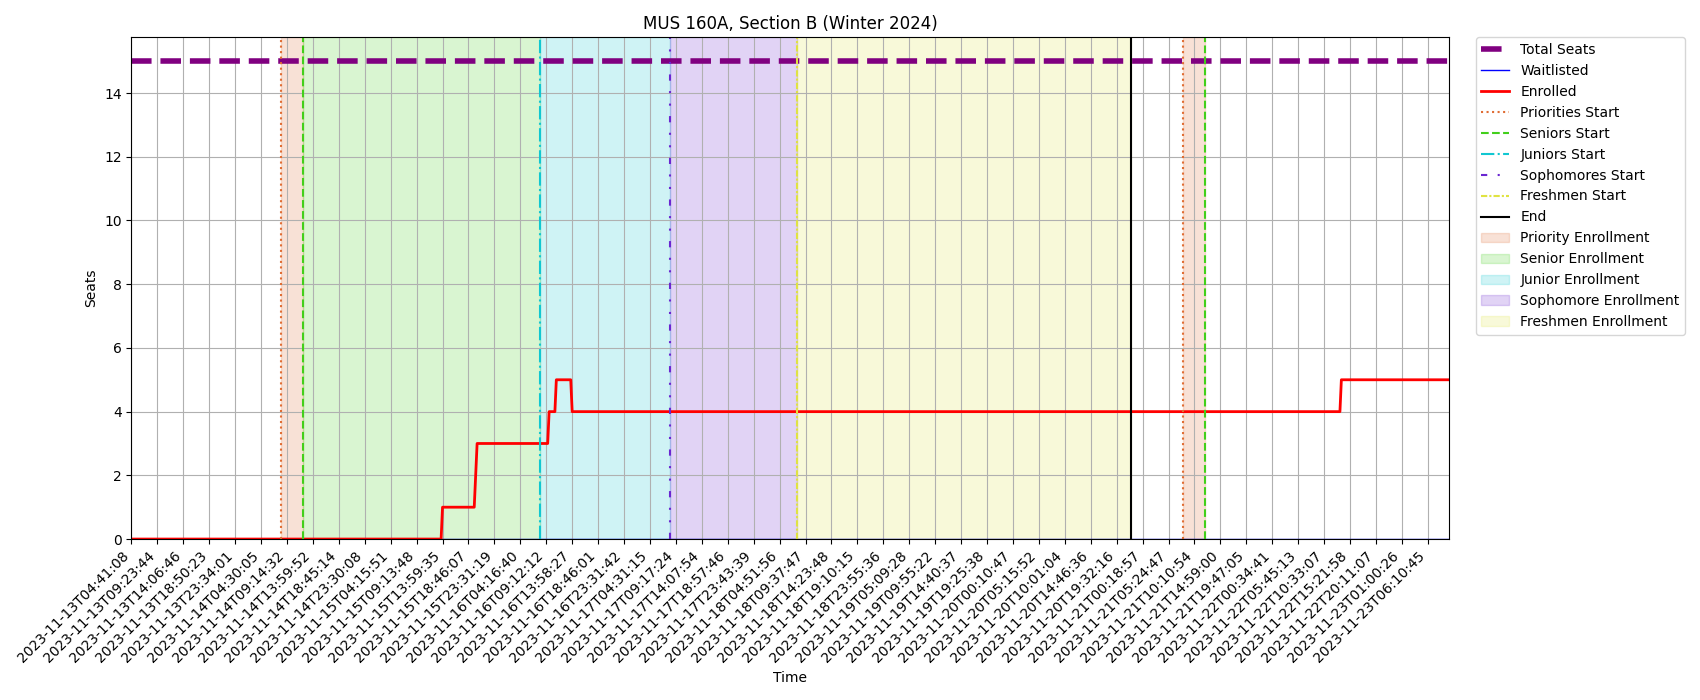 MUS 160A, Section B (Winter 2024)
Total Seats
Waitlisted
Enrolled
Priorities Start
Seniors Start
Juniors Start
Sophomores Start
Freshmen Start
End
Priority Enrollment
Senior Enrollment
Junior Enrollment
Sophomore Enrollment
Freshmen Enrollment
Seats
14
12
10
8
6
4
2
0
2023-11-13T04:41:08
2023-11-13T09:23:44
2023-11-13T14:06:46
2023-11-13T18:50:23
2023-11-13T23:34:01
2023-11-14T04:30:05
2023-11-14T09:14:32
2023-11-14T13:59:52
2023-11-14T18:45:14
2023-11-14T23:30:08
2023-11-15T04:15:51
2023-11-15T09:13:48
2023-11-15T13:59:35
2023-11-15T18:46:07
2023-11-15T23:31:19
2023-11-16T04:16:40
2023-11-16T09:12:12
2023-11-16T13:58:27
2023-11-16T18:46:01
2023-11-16T23:31:42
2023-11-17T04:31:15
2023-11-17T09:17:24
2023-11-17T14:07:54
2023-11-17T18:57:46
2023-11-17T23:43:39
2023-11-18T04:51:56
2023-11-18T09:37:47
2023-11-18T14:23:48
2023-11-18T19:10:15
2023-11-18T23:55:36
2023-11-19T05:09:28
2023-11-19T09:55:22
2023-11-19T14:40:37
2023-11-19T19:25:38
2023-11-20T00:10:47
2023-11-20T05:15:52
2023-11-20T10:01:04
2023-11-20T14:46:36
2023-11-20T19:32:16
2023-11-21T00:18:57
2023-11-21T05:24:47
2023-11-21T10:10:54
2023-11-21T14:59:00
2023-11-21T19:47:05
2023-11-22T00:34:41
2023-11-22T05:45:13
2023-11-22T10:33:07
2023-11-22T15:21:58
2023-11-22T20:11:07
2023-11-23T01:00:26
2023-11-23T06:10:45
Time